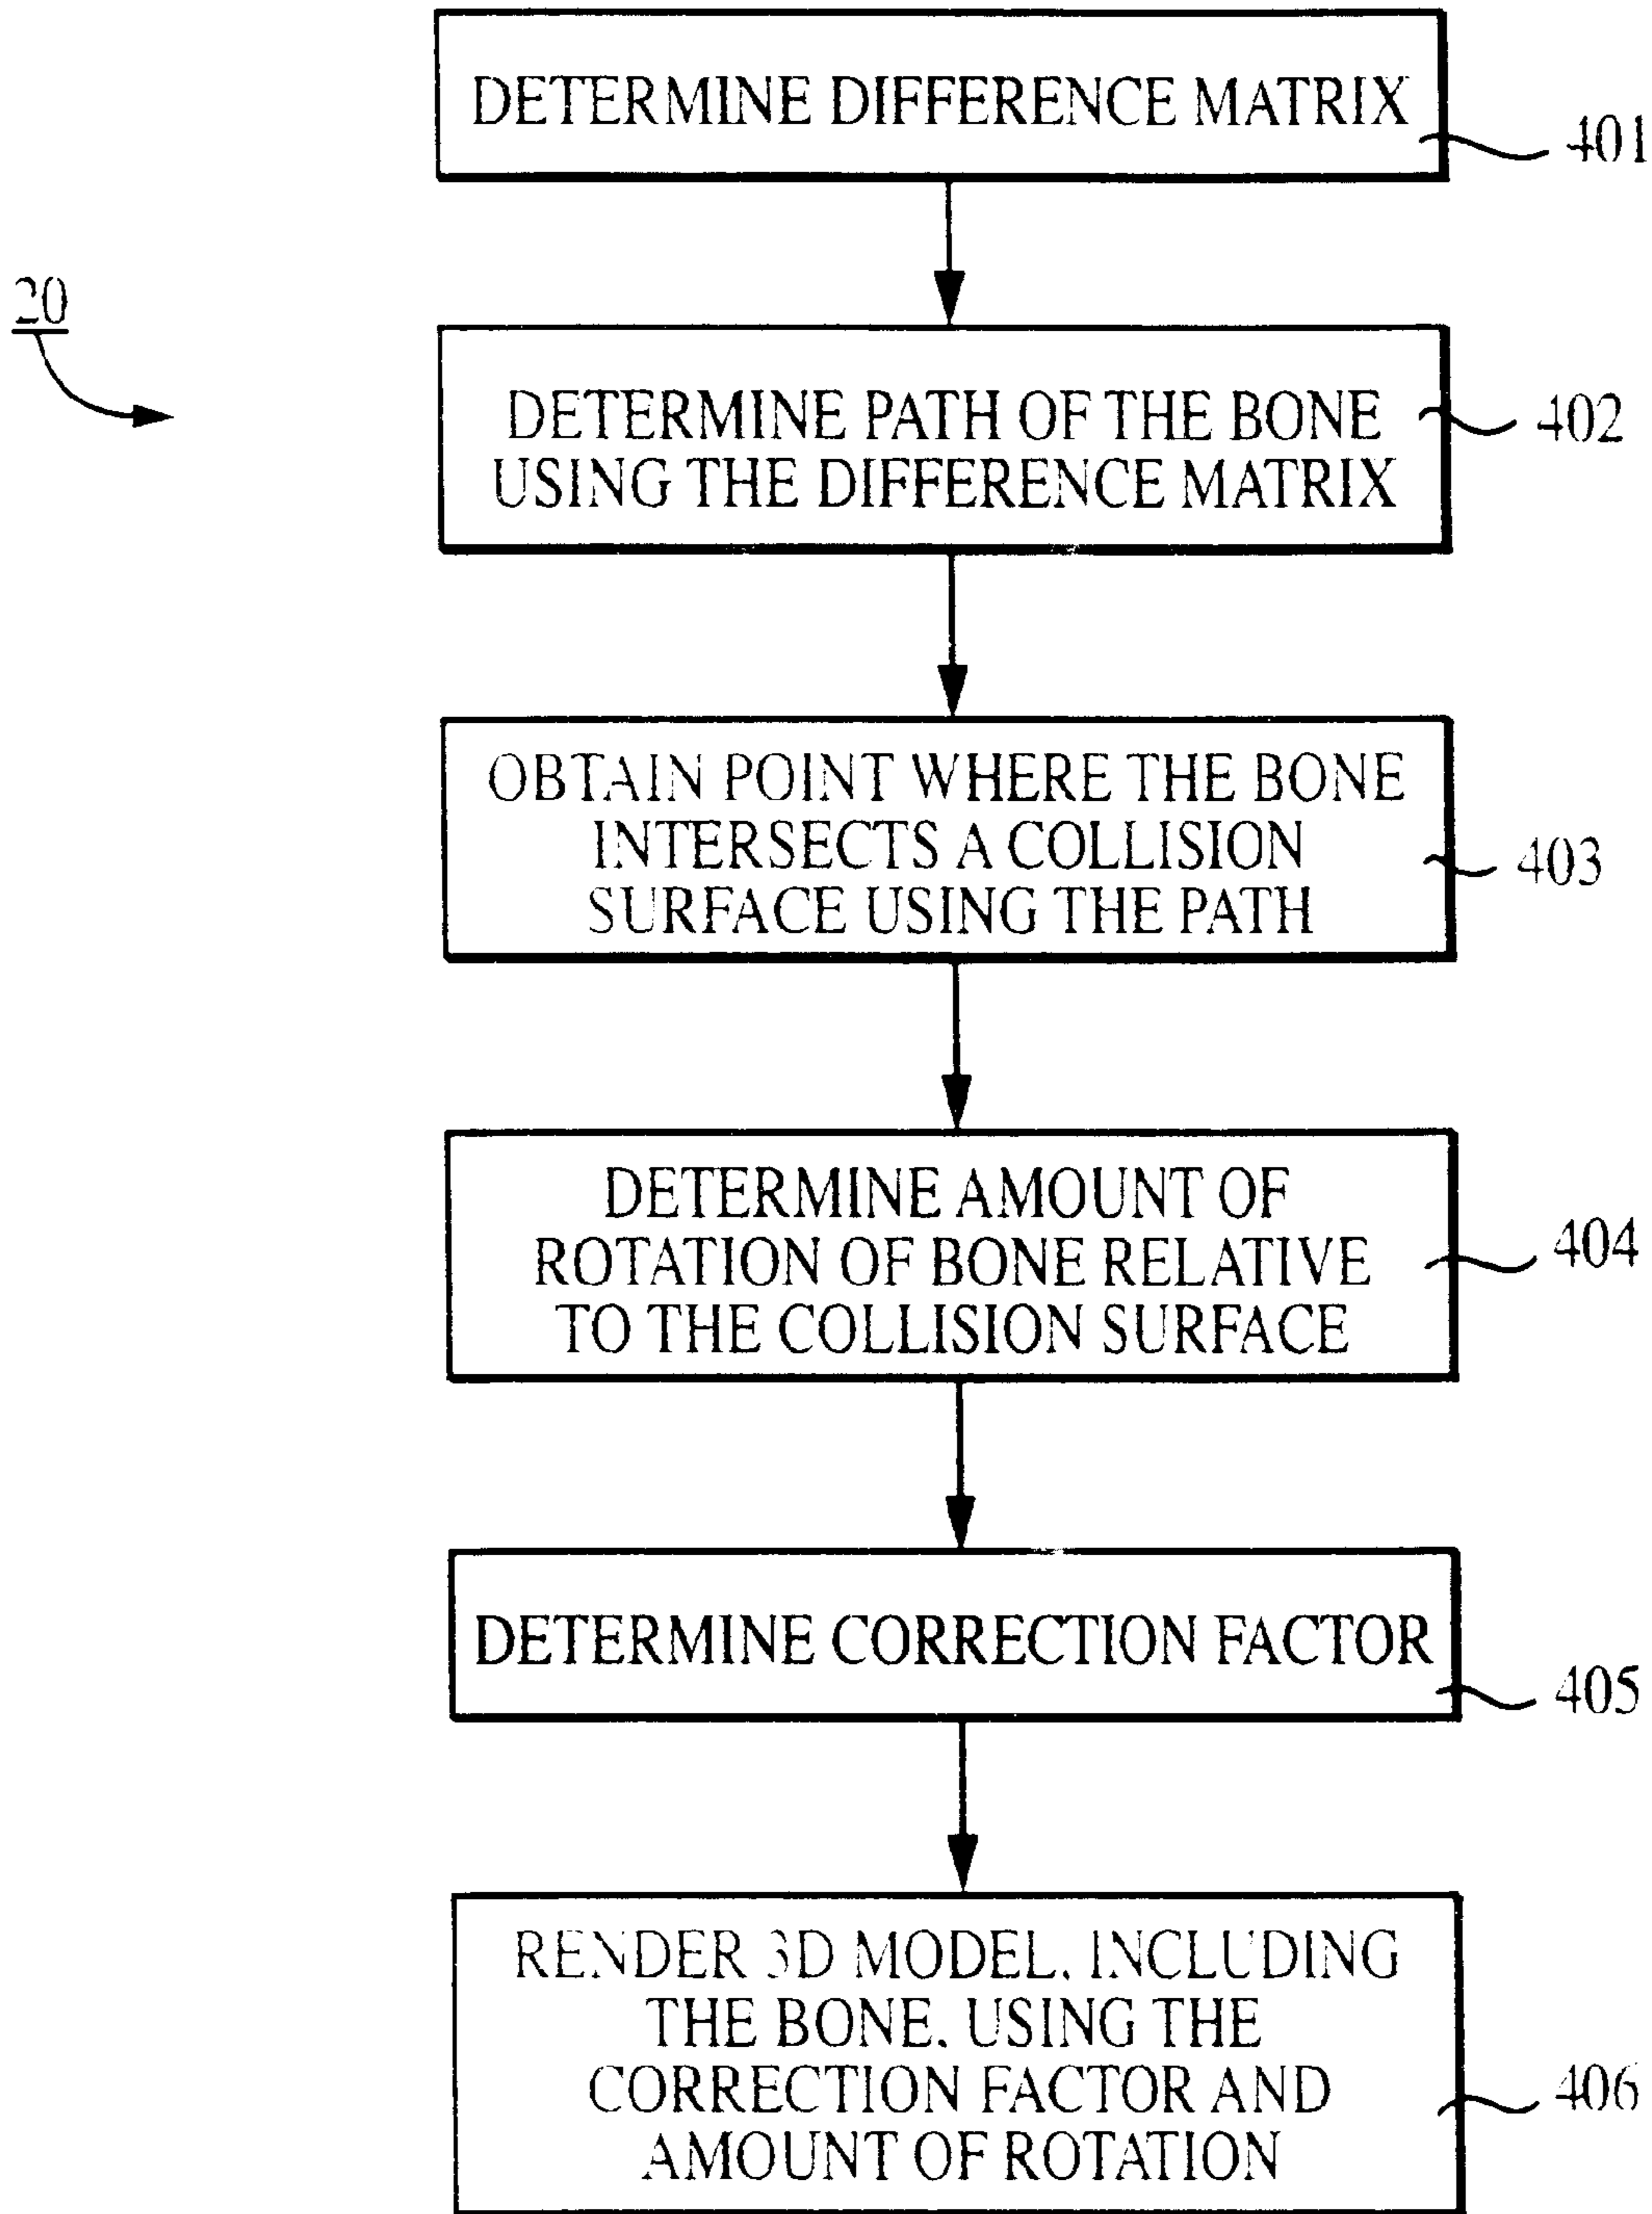 DETERMINE DIFFERENCE MATRIX
401
20
DETERMINE PATH OF THE BONE
USING THE DIFFERENCE MATRIX
402
OBTAIN POINT WHERE THE BONE
INTERSECTS A COLLISION
SURFACE USING THE PATH
403
DETERMINE AMOUNT OF
ROTATION OF BONE RELATIVE
TO THE COLLISION SURFACE
404
DETERMINE CORRECTION FACTOR
405
RENDER 3D MODEL, INCLUDING
THE BONE, USING THE
CORRECTION FACTOR AND
AMOUNT OF ROTATION
406